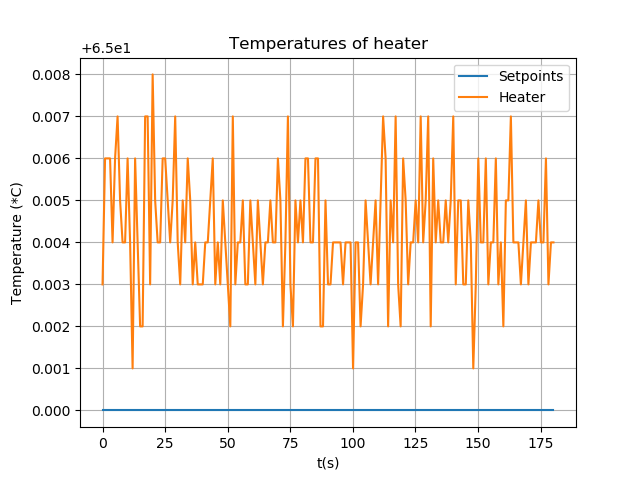 Temperatures of heater
+6.5e1
Setpoints
Heater
0.008
0.007
0.006
0.005
0.004
0.003
0.002
0.001
0.000
Temperature (*C)
0 25 50 75 100 125 150 175
t(s)